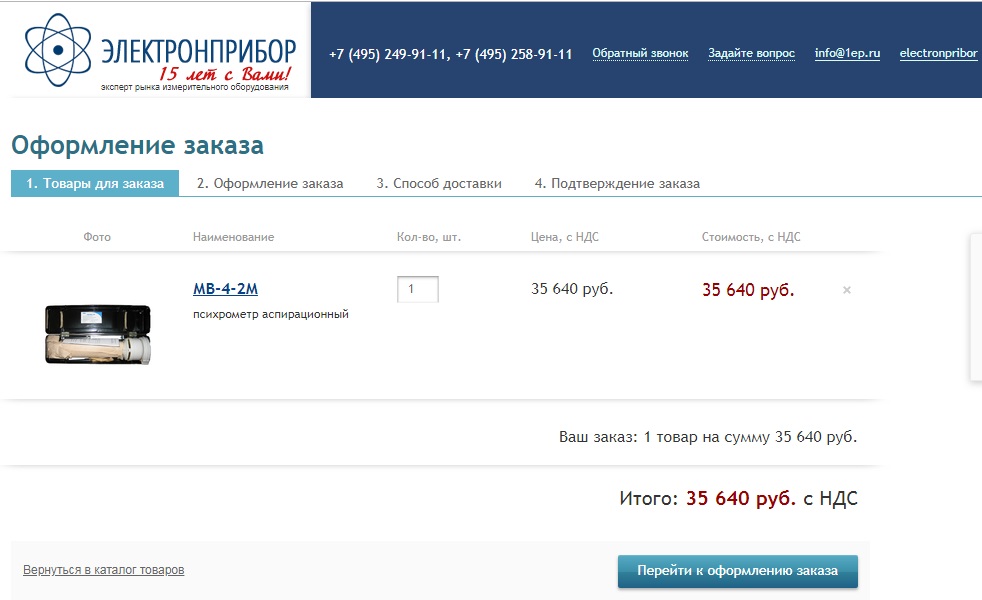 ЭЛЕКТРОНПРИБОР
15 лет с Вами!
эксперт рынка измерительного оборудования
+7 (495) 249-91-11, +7 (495) 258-91-11 Обратный звонок Задайте вопрос info@1ep.ru electronpribor
Оформление заказа
1. Товары для заказа 2. Оформление заказа 3. Способ доставки 4. Подтверждение заказа
Фото Наименование Кол-во, шт. Цена, с НДС Стоимость, с НДС
МВ-4-2М 1 35 640 руб. 35 640 руб. ×
психрометр аспирационный
Ваш заказ: 1 товар на сумму 35 640 руб.
Итого: 35 640 руб. с НДС
Вернуться в каталог товаров Перейти к оформлению заказа